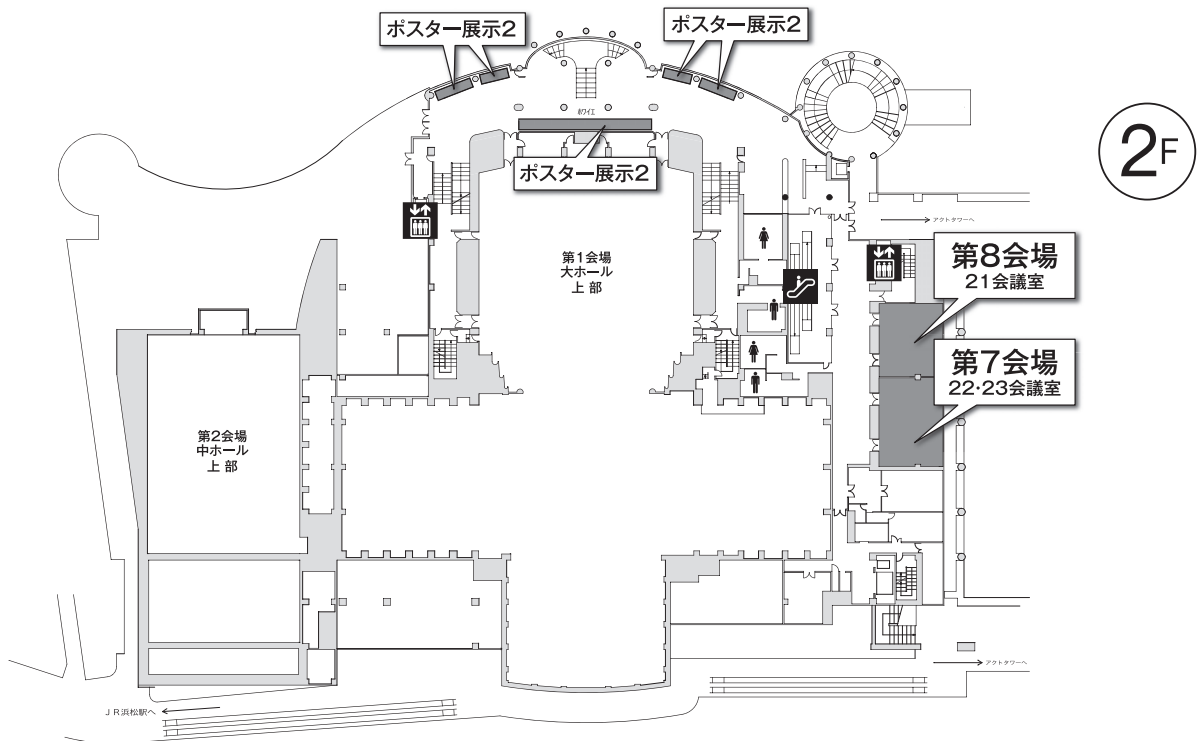 ポスター展示2
ポスター展示2
ホワイエ
ポスター展示2
2F
アクトタワーへ
第1会場
大ホール
上部
第8会場
21会議室
第7会場
22・23会議室
第2会場
中ホール
上部
アクトタワーへ
JR浜松駅へ